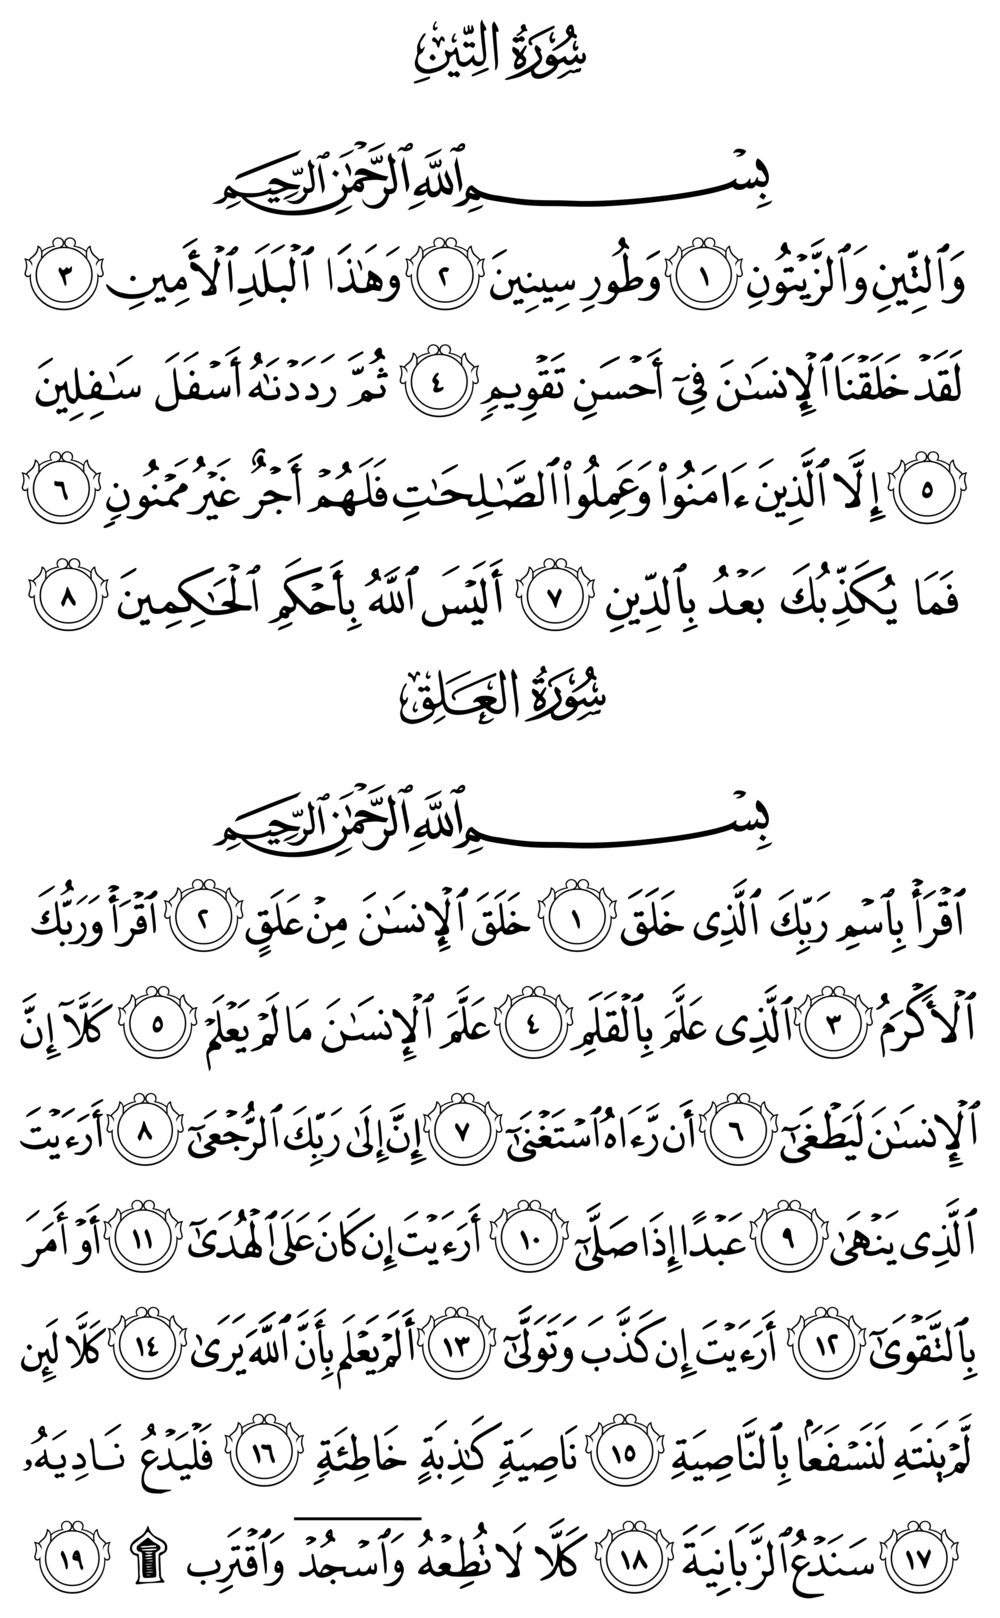 سُورَةُ التِّينِ
بِسْمِ ٱللَّهِ ٱلرَّحْمَٰنِ ٱلرَّحِيمِ
وَٱلتِّينِ وَٱلزَّيْتُونِ ١ وَطُورِ سِينِينَ ٢ وَهَٰذَا ٱلْبَلَدِ ٱلْأَمِينِ ٣
لَقَدْ خَلَقْنَا ٱلْإِنسَٰنَ فِىٓ أَحْسَنِ تَقْوِيمٍ ٤ ثُمَّ رَدَدْنَٰهُ أَسْفَلَ سَٰفِلِينَ
٥ إِلَّا ٱلَّذِينَ ءَامَنُوا۟ وَعَمِلُوا۟ ٱلصَّٰلِحَٰتِ فَلَهُمْ أَجْرٌ غَيْرُ مَمْنُونٍ ٦
فَمَا يُكَذِّبُكَ بَعْدُ بِٱلدِّينِ ٧ أَلَيْسَ ٱللَّهُ بِأَحْكَمِ ٱلْحَٰكِمِينَ ٨
سُورَةُ العَلَقِ
بِسْمِ ٱللَّهِ ٱلرَّحْمَٰنِ ٱلرَّحِيمِ
ٱقْرَأْ بِٱسْمِ رَبِّكَ ٱلَّذِى خَلَقَ ١ خَلَقَ ٱلْإِنسَٰنَ مِنْ عَلَقٍ ٢ ٱقْرَأْ وَرَبُّكَ
ٱلْأَكْرَمُ ٣ ٱلَّذِى عَلَّمَ بِٱلْقَلَمِ ٤ عَلَّمَ ٱلْإِنسَٰنَ مَا لَمْ يَعْلَمْ ٥ كَلَّآ إِنَّ
ٱلْإِنسَٰنَ لَيَطْغَىٰٓ ٦ أَن رَّءَاهُ ٱسْتَغْنَىٰٓ ٧ إِنَّ إِلَىٰ رَبِّكَ ٱلرُّجْعَىٰٓ ٨ أَرَءَيْتَ
ٱلَّذِى يَنْهَىٰ ٩ عَبْدًا إِذَا صَلَّىٰٓ ١٠ أَرَءَيْتَ إِن كَانَ عَلَى ٱلْهُدَىٰٓ ١١ أَوْ أَمَرَ
بِٱلتَّقْوَىٰٓ ١٢ أَرَءَيْتَ إِن كَذَّبَ وَتَوَلَّىٰٓ ١٣ أَلَمْ يَعْلَم بِأَنَّ ٱللَّهَ يَرَىٰ ١٤ كَلَّا لَئِن
لَّمْ يَنتَهِ لَنَسْفَعًۢا بِٱلنَّاصِيَةِ ١٥ نَاصِيَةٍ كَٰذِبَةٍ خَاطِئَةٍ ١٦ فَلْيَدْعُ نَادِيَهُۥ
١٧ سَنَدْعُ ٱلزَّبَانِيَةَ ١٨ كَلَّا لَا تُطِعْهُ وَٱسْجُدْ وَٱقْتَرِب ۩ ١٩